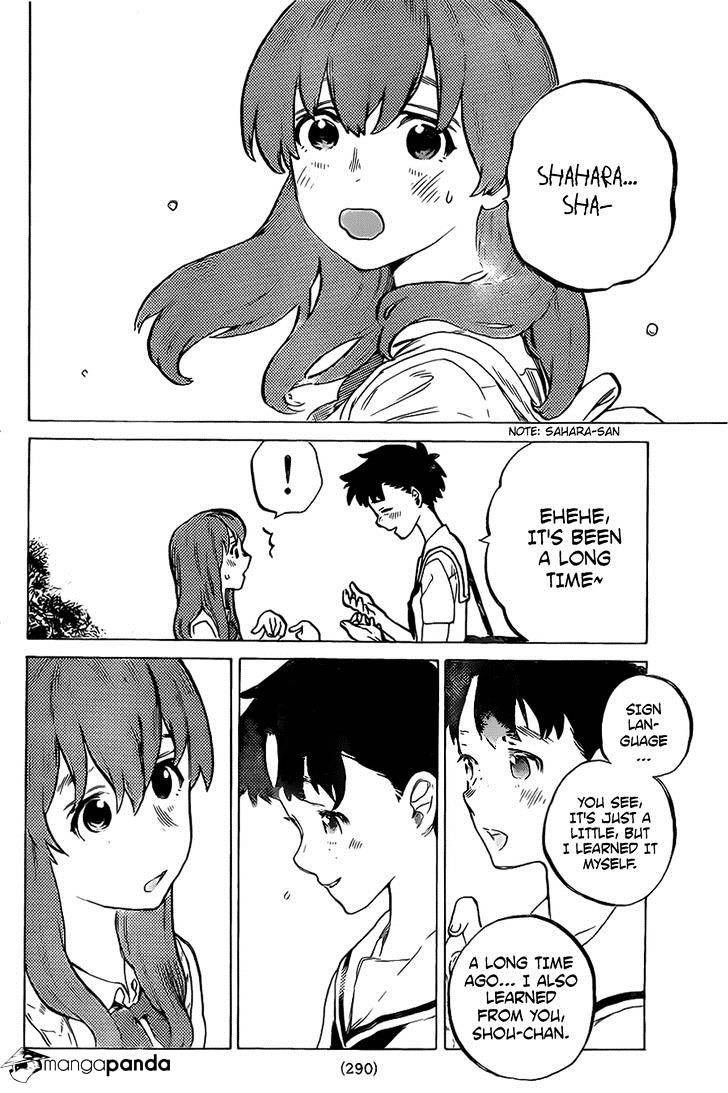 SHAHARA...
SHA-
NOTE: SAHARA-SAN
!
EHEHE,
IT'S BEEN
A LONG
TIME~
SIGN
LAN-
GUAGE
...
YOU SEE,
IT'S JUST A
LITTLE, BUT
I LEARNED IT
MYSELF.
A LONG TIME
AGO... I ALSO
LEARNED
FROM YOU,
SHOU-CHAN.
mangapanda
(290)